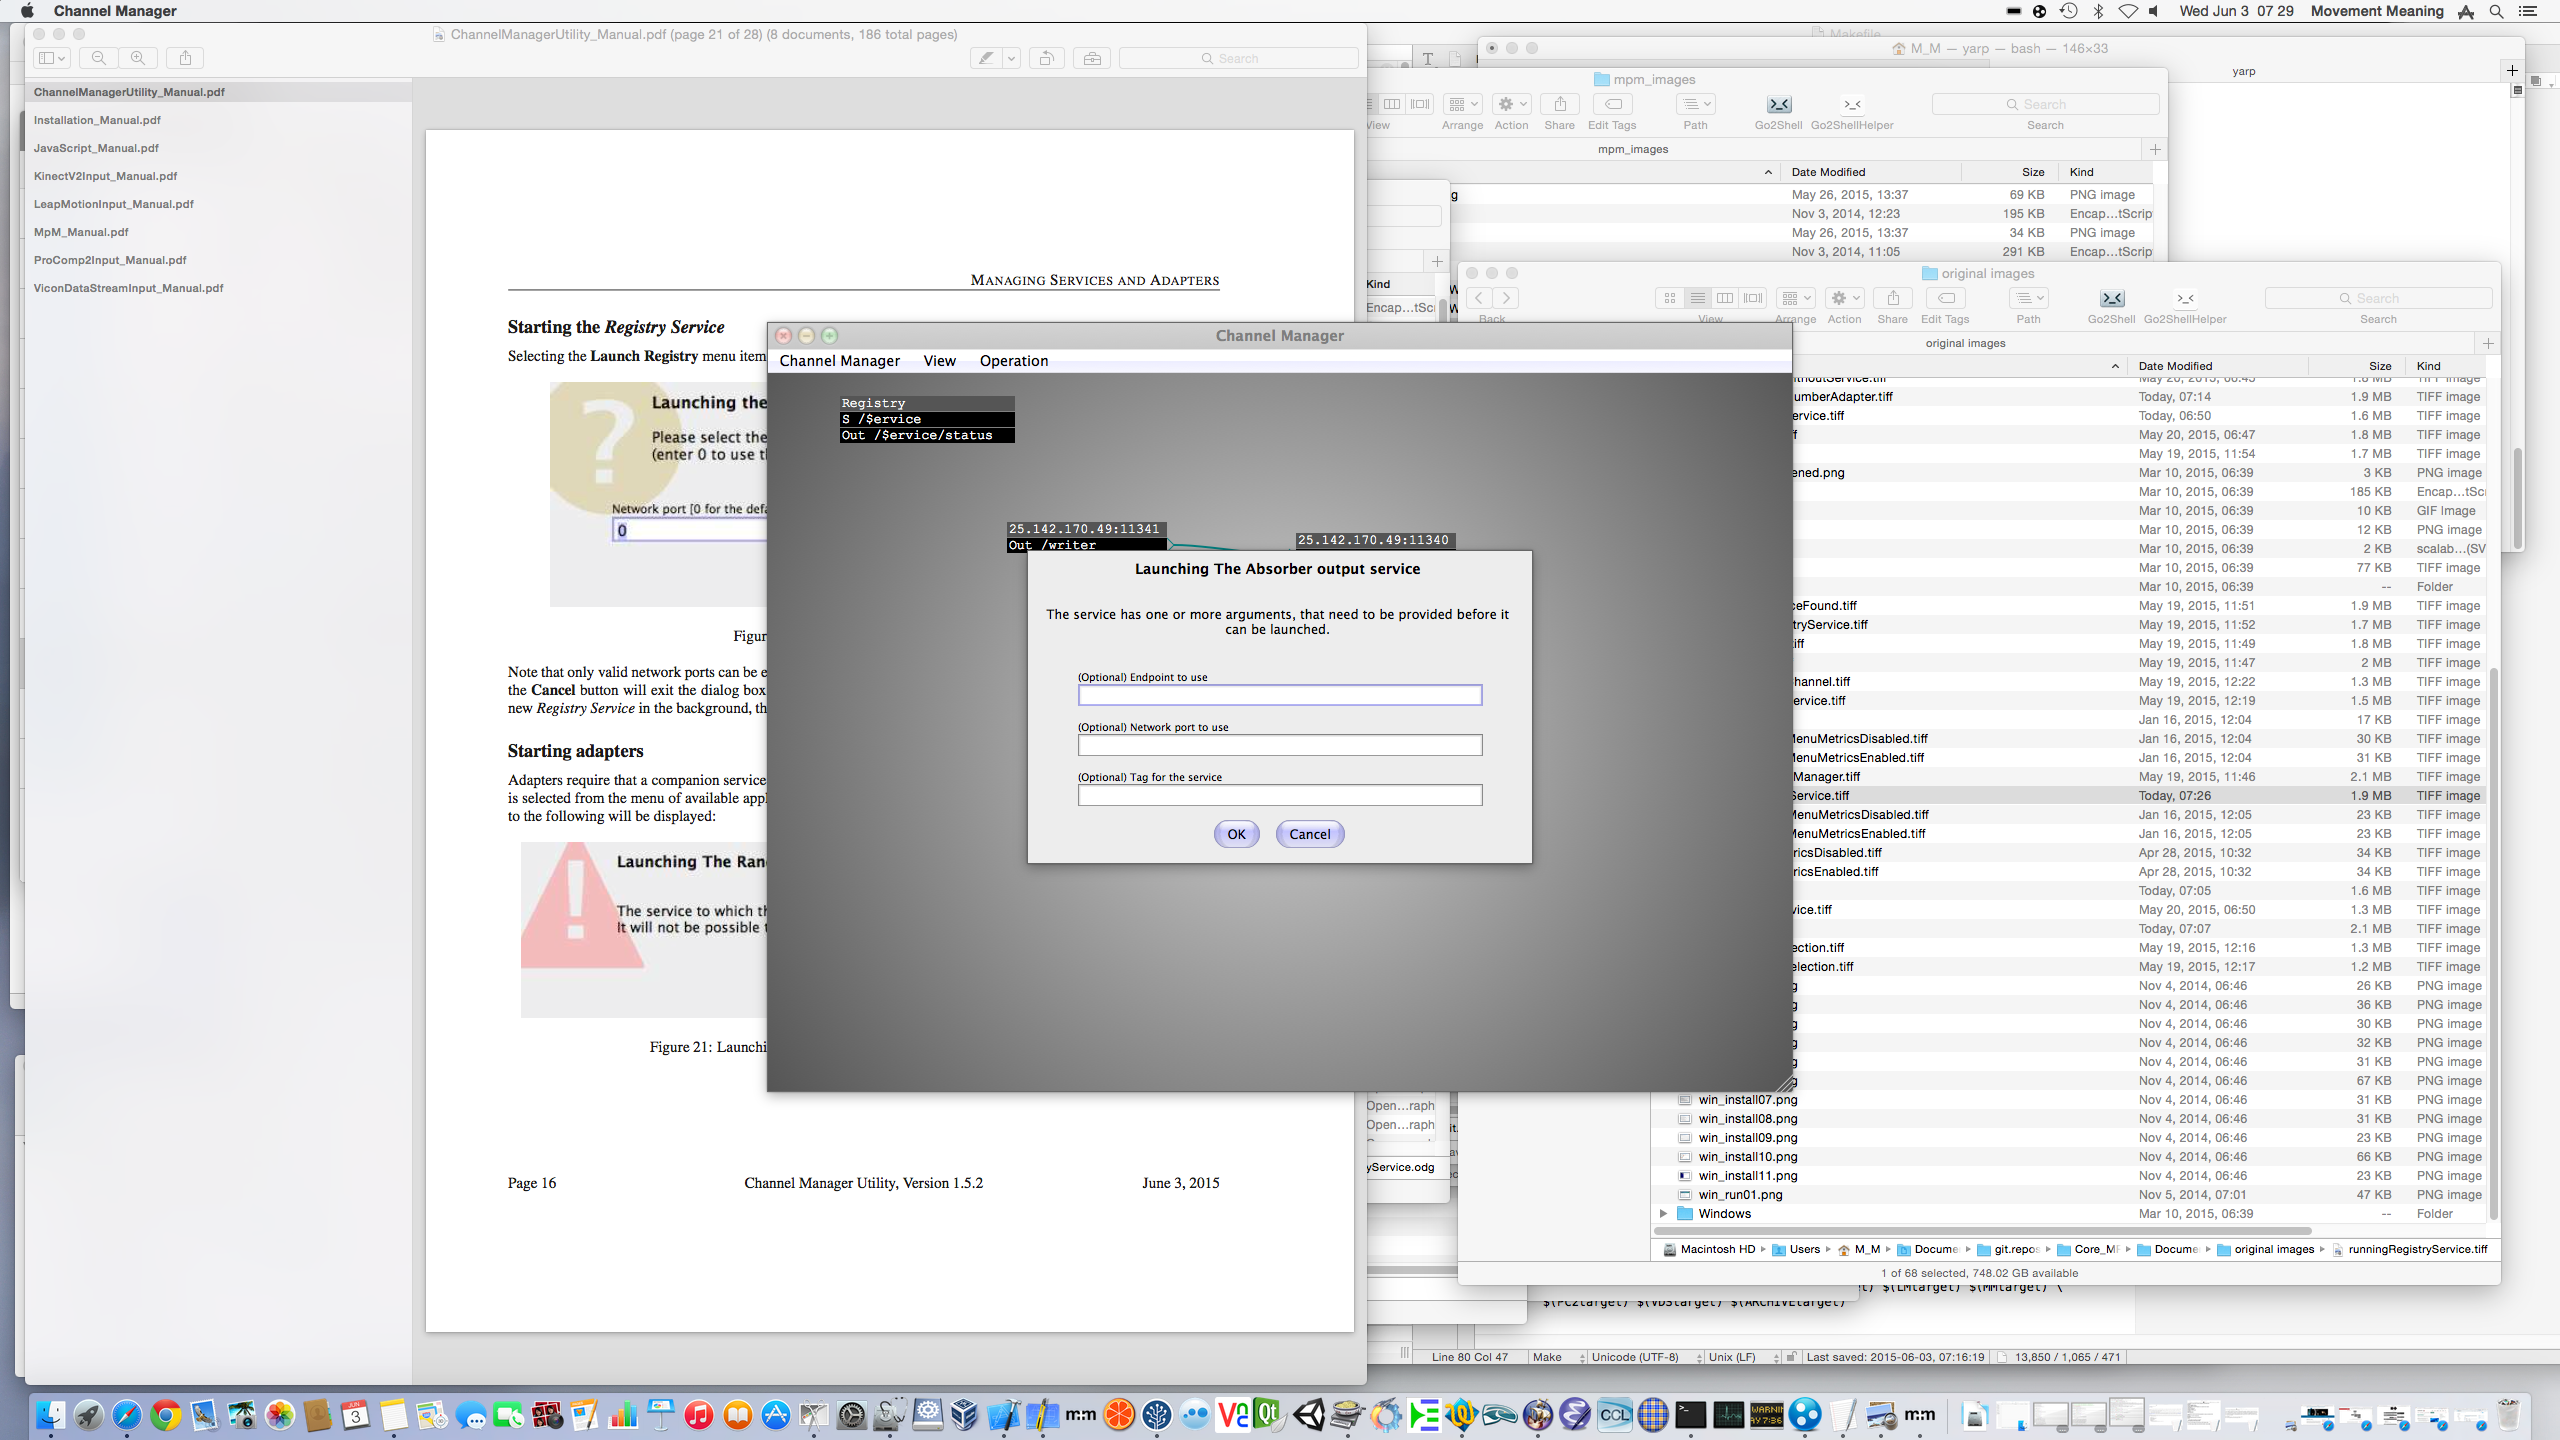 Channel Manager
Wed Jun 3 07 29 Movement Meaning
ChannelManagerUtility_Manual.pdf (page 21 of 28) (8 documents, 186 total pages)
Search
ChannelManagerUtility_Manual.pdf
Installation_Manual.pdf
JavaScript_Manual.pdf
KinectV2Input_Manual.pdf
LeapMotionInput_Manual.pdf
MpM_Manual.pdf
ProComp2Input_Manual.pdf
ViconDataStreamInput_Manual.pdf
MANAGING SERVICES AND ADAPTERS
Starting the Registry Service
Selecting the Launch Registry menu item
Launching the
Please select the
(enter 0 to use t
Network port [0 for the defa
0
Figur
Note that only valid network ports can be e
the Cancel button will exit the dialog box
new Registry Service in the background, th
Starting adapters
Adapters require that a companion service
is selected from the menu of available appl
to the following will be displayed:
Launching The Ran
The service to which th
It will not be possible t
Figure 21: Launchi
Page 16 Channel Manager Utility, Version 1.5.2 June 3, 2015
Channel Manager
Channel Manager View Operation
Registry
S /$ervice
Out /$ervice/status
25.142.170.49:11341
Out /writer
25.142.170.49:11340
Launching The Absorber output service
The service has one or more arguments, that need to be provided before it
can be launched.
(Optional) Endpoint to use
(Optional) Network port to use
(Optional) Tag for the service
OK Cancel
Makefile
M_M — yarp — bash — 146×33
yarp
mpm_images
View Arrange Action Share Edit Tags Path Go2Shell Go2ShellHelper Search
Search
mpm_images
Date Modified Size Kind
g May 26, 2015, 13:37 69 KB PNG image
Nov 3, 2014, 12:23 195 KB Encap...tScrip
May 26, 2015, 13:37 34 KB PNG image
Nov 3, 2014, 11:05 291 KB Encap...tScrip
Kind
Encap...tSc
original images
Back View Arrange Action Share Edit Tags Path Go2Shell Go2ShellHelper Search
Search
original images
Date Modified Size Kind
thoutService.tiff May 20, 2015, 06:45 1.8 MB TIFF image
umberAdapter.tiff Today, 07:14 1.9 MB TIFF image
ervice.tiff Today, 06:50 1.6 MB TIFF image
May 20, 2015, 06:47 1.8 MB TIFF image
May 19, 2015, 11:54 1.7 MB TIFF image
ened.png Mar 10, 2015, 06:39 3 KB PNG image
Mar 10, 2015, 06:39 185 KB Encap...tSc
Mar 10, 2015, 06:39 10 KB GIF Image
Mar 10, 2015, 06:39 12 KB PNG image
Mar 10, 2015, 06:39 2 KB scalab...(SV
Mar 10, 2015, 06:39 77 KB TIFF image
Mar 10, 2015, 06:39 -- Folder
ceFound.tiff May 19, 2015, 11:51 1.9 MB TIFF image
tryService.tiff May 19, 2015, 11:52 1.7 MB TIFF image
iff May 19, 2015, 11:49 1.8 MB TIFF image
May 19, 2015, 11:47 2 MB TIFF image
hannel.tiff May 19, 2015, 12:22 1.3 MB TIFF image
ervice.tiff May 19, 2015, 12:19 1.5 MB TIFF image
Jan 16, 2015, 12:04 17 KB TIFF image
MenuMetricsDisabled.tiff Jan 16, 2015, 12:04 30 KB TIFF image
MenuMetricsEnabled.tiff Jan 16, 2015, 12:04 31 KB TIFF image
Manager.tiff May 19, 2015, 11:46 2.1 MB TIFF image
Service.tiff Today, 07:26 1.9 MB TIFF image
MenuMetricsDisabled.tiff Jan 16, 2015, 12:05 23 KB TIFF image
MenuMetricsEnabled.tiff Jan 16, 2015, 12:05 23 KB TIFF image
ricsDisabled.tiff Apr 28, 2015, 10:32 34 KB TIFF image
ricsEnabled.tiff Apr 28, 2015, 10:32 34 KB TIFF image
Today, 07:05 1.6 MB TIFF image
vice.tiff May 20, 2015, 06:50 1.3 MB TIFF image
Today, 07:07 2.1 MB TIFF image
ection.tiff May 19, 2015, 12:16 1.3 MB TIFF image
election.tiff May 19, 2015, 12:17 1.2 MB TIFF image
g Nov 4, 2014, 06:46 26 KB PNG image
g Nov 4, 2014, 06:46 36 KB PNG image
g Nov 4, 2014, 06:46 30 KB PNG image
g Nov 4, 2014, 06:46 32 KB PNG image
g Nov 4, 2014, 06:46 31 KB PNG image
g Nov 4, 2014, 06:46 67 KB PNG image
win_install07.png Nov 4, 2014, 06:46 31 KB PNG image
win_install08.png Nov 4, 2014, 06:46 31 KB PNG image
win_install09.png Nov 4, 2014, 06:46 23 KB PNG image
win_install10.png Nov 4, 2014, 06:46 66 KB PNG image
win_install11.png Nov 4, 2014, 06:46 23 KB PNG image
win_run01.png Nov 5, 2014, 07:01 47 KB PNG image
Windows Mar 10, 2015, 06:39 -- Folder
Macintosh HD Users M_M Docume git.repos Core_M Docume original images runningRegistryService.tiff
1 of 68 selected, 748.02 GB available
Open...raph
Open...raph
yService.odg
$(LMtarget) $(MMtarget) \
$(PC2target) $(VDStarget) $(ARCHIVEtarget)
Line 80 Col 47 Make Unicode (UTF-8) Unix (LF) Last saved: 2015-06-03, 07:16:19 13,850 / 1,065 / 471
JUN
3
m:m
VC
Qt
CCL
WARNIN
AY 7:36
m:m